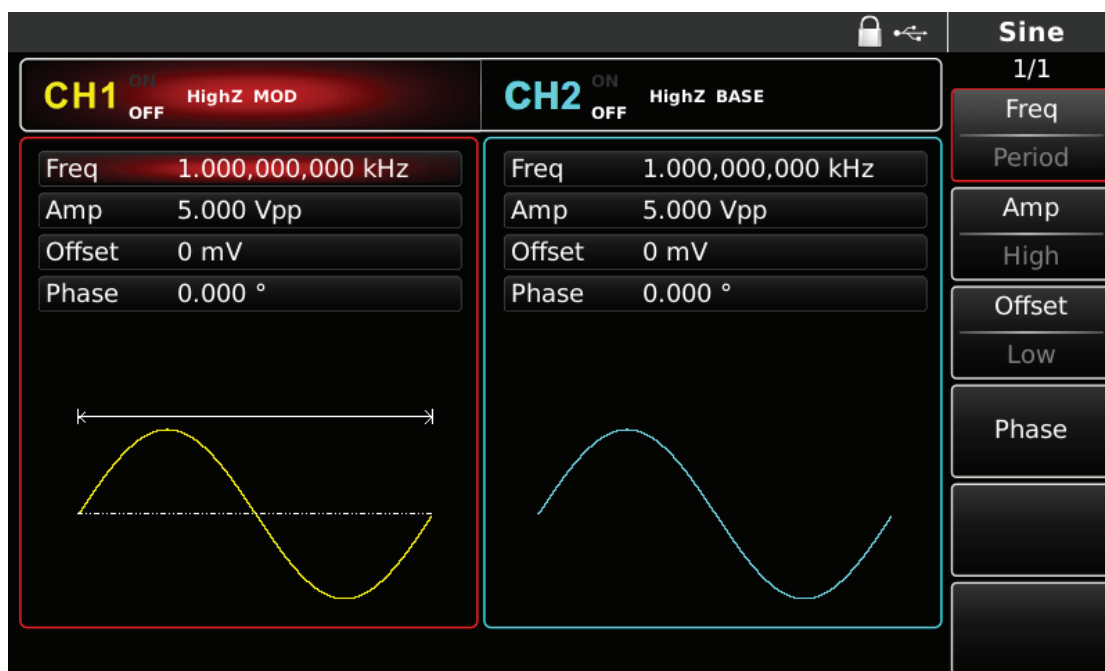 Sine
1/1
CH1 ON OFF HighZ MOD
CH2 ON OFF HighZ BASE
Freq 1.000,000,000 kHz
Amp 5.000 Vpp
Offset 0 mV
Phase 0.000 °
Freq 1.000,000,000 kHz
Amp 5.000 Vpp
Offset 0 mV
Phase 0.000 °
Freq
Period
Amp
High
Offset
Low
Phase